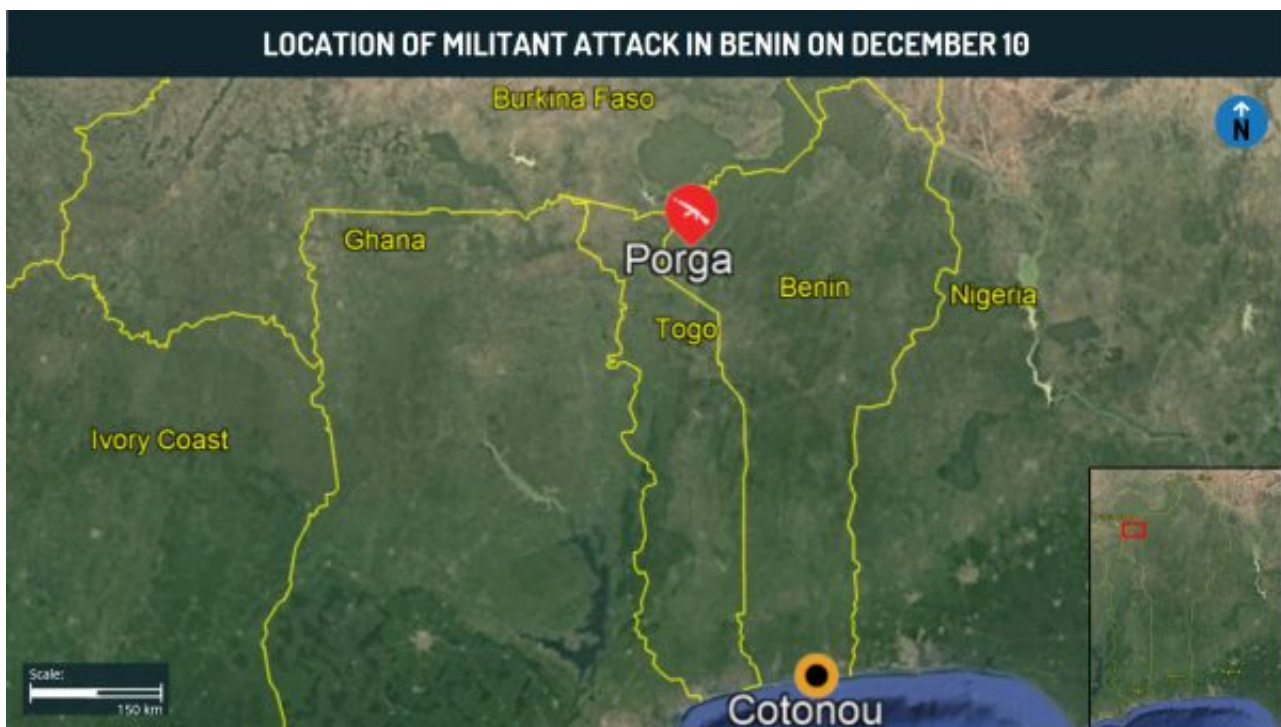 LOCATION OF MILITANT ATTACK IN BENIN ON DECEMBER 10
Burkina Faso
N
Ghana
Porga
Benin
Nigeria
Togo
Ivory Coast
Scale:
150 km
Cotonou